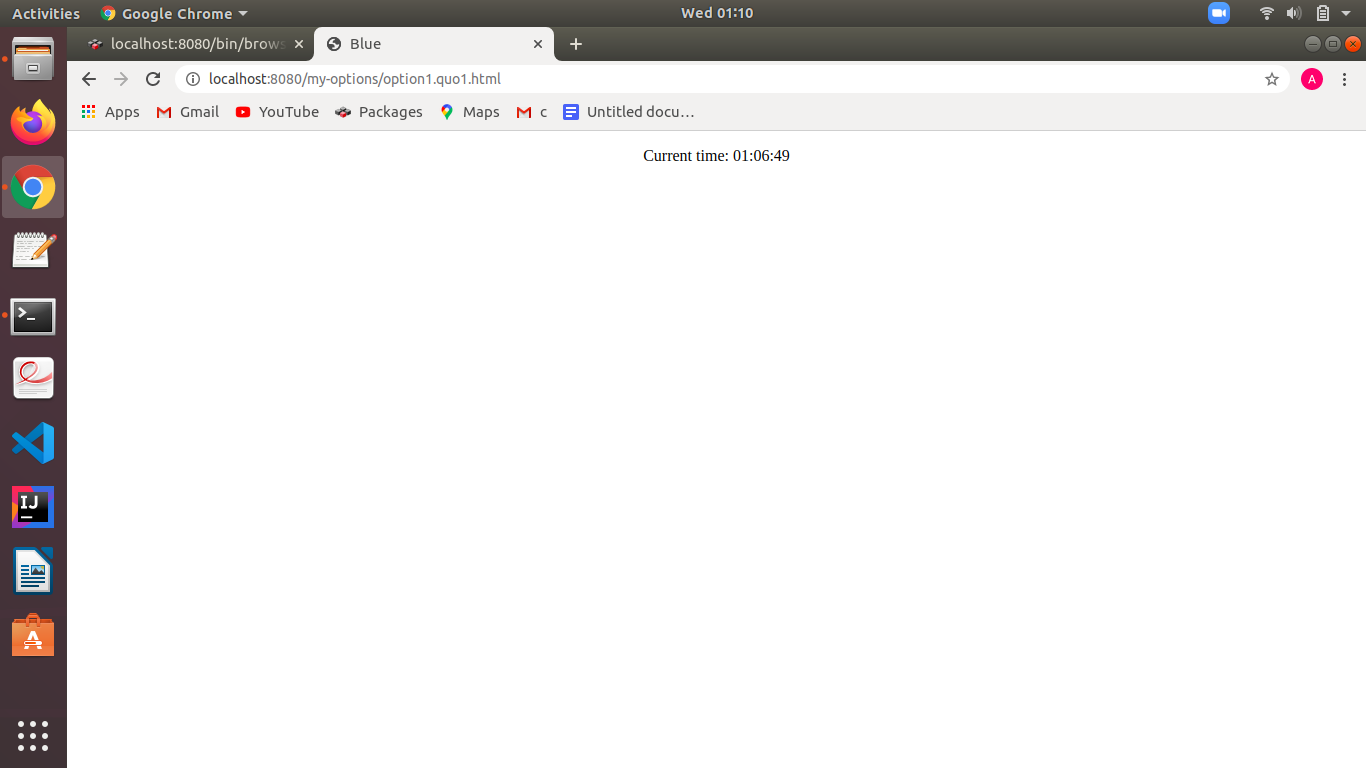 Activities Google Chrome Wed 01:10
localhost:8080/bin/brows Blue
localhost:8080/my-options/option1.quo1.html A
Apps Gmail YouTube Packages Maps c Untitled docu…
Current time: 01:06:49
IJ